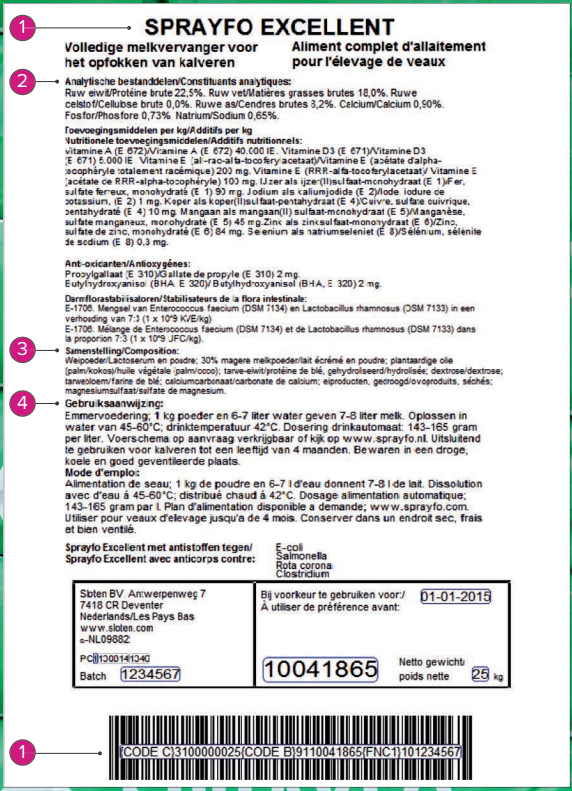 1 SPRAYFO EXCELLENT
Volledige melkvervanger voor
het opfokken van kalveren
Aliment complet d'allaitement
pour l'élevage de veaux
2 Analytische bestanddelen/Constituants analytiques:
Ruw eiwit/Protéine brute 22,5%. Ruw vet/Matières grasses brutes 18,0%. Ruwe
celstof/Cellulose brute 0,0%. Ruwe as/Cendres brutes 8,2%. Calcium/Calcium 0,90%.
Fosfor/Phosphore 0,73% Natrium/Sodium 0,65%.
Toevoegingsmiddelen per kg/Additifs per kg
Nutritionele toevoegingsmiddelen/Additifs nutritionnels:
Vitamine A (E 672)/Vitamine A (E 672) 40.000 IE. Vitamine D3 (E 671)/Vitamine D3
(E 671) 5.000 IE. Vitamine E (all-rac-alfa-tocoferylacetaat)/Vitamine E (acétate d'alpha-
tocophéryle totalement racémique) 200 mg. Vitamine E (RRR-alfa-tocoferylacetaat)/ Vitamine E
(acétate de RRR-alpha-tocophéryle) 100 mg. IJzer als ijzer(II)sulfaat-monohydraat (E 1)/Fer,
sulfate ferreux, monohydraté (E 1) 90 mg. Jodium als kaliumjodide (E 2)/Iode, iodure de
potassium, (E 2) 1 mg. Koper als koper(II)sulfaat-pentahydraat (E 4)/Cuivre, sulfate cuivrique,
pentahydraté (E 4) 10 mg. Mangaan als mangaan(II) sulfaat-monohydraat (E 5)/Manganèse,
sulfate manganeux, monohydraté (E 5) 45 mg.Zink als zinksulfaat-monohydraat (E 6)/Zinc,
sulfate de zinc, monohydraté (E 6) 84 mg. Selenium als natriumseleniet (E 8)/Sélénium, sélénite
de sodium (E 8) 0,3 mg.
Anti-oxidanten/Antioxygénes:
Propylgallaat (E 310)/Gallate de propyle (E 310) 2 mg.
Butylhydroxyanisol (BHA, E 320)/ Butylhydroxyanisol (BHA, E 320) 2 mg.
Darmflorastabilisatoren/Stabilisateurs de la flora intestinale:
E-1706. Mengsel van Enterococcus faecium (DSM 7134) en Lactobacillus rhamnosus (DSM 7133) in een
verhouding van 7:3 (1 x 10*9 KVE/kg)
E-1706. Mélange de Enterococcus faecium (DSM 7134) et de Lactobacillus rhamnosus (DSM 7133) dans
la proporion 7:3 (1 x 10*9 UFC/kg).
3 Samenstelling/Composition:
Weipoeder/Lactoserum en poudre; 30% magere melkpoeder/lait écrémé en poudre; plantaardige olie
(palm/kokos)/huile végétale (palm/coco); tarwe-eiwit/protéine de blé, gehydroliseerd/hydrolisée; dextrose/dextrose;
tarwebloem/farine de blé; calciumcarbonaat/carbonate de calcium; eiproducten, gedroogd/ovoproduits, séchés;
magnesiumsulfaat/sulfate de magnesium.
4 Gebruiksaanwijzing:
Emmervoedering; 1 kg poeder en 6-7 liter water geven 7-8 liter melk. Oplossen in
water van 45-60°C; drinktemperatuur 42°C. Dosering drinkautomaat: 143-165 gram
per liter. Voerschema op aanvraag verkrijgbaar of kijk op www.sprayfo.nl. Uitsluitend
te gebruiken voor kalveren tot een leeftijd van 4 maanden. Bewaren in een droge,
koele en goed geventileerde plaats.
Mode d'emploi:
Alimentation de seau; 1 kg de poudre en 6-7 l d'eau donnent 7-8 l de lait. Dissolution
avec d'eau á 45-60°C; distribué chaud á 42°C. Dosage alimentation automatique;
143-165 gram par l. Plan d'alimentation disponible a demande; www.sprayfo.com.
Utiliser pour veaux d'elevage jusqu'a de 4 mois. Conserver dans un endroit sec, frais
et bien ventilé.
Sprayfo Excellent met antistoffen tegen/
Sprayfo Excellent avec anticorps contre:
E-coli
Salmonella
Rota corona
Clostridium
Sloten BV Antwerpenweg 7
7418 CR Deventer
Nederlands/Les Pays Bas
www.sloten.com
α-NL09882
Batch 1234567
Bij voorkeur te gebruiken voor:/
À utiliser de préférence avant:
01-01-2015
10041865
Netto gewicht/
poids nette 25 kg
1 {CODE C}3100000025{CODE B}9110041865{FNC1}101234567